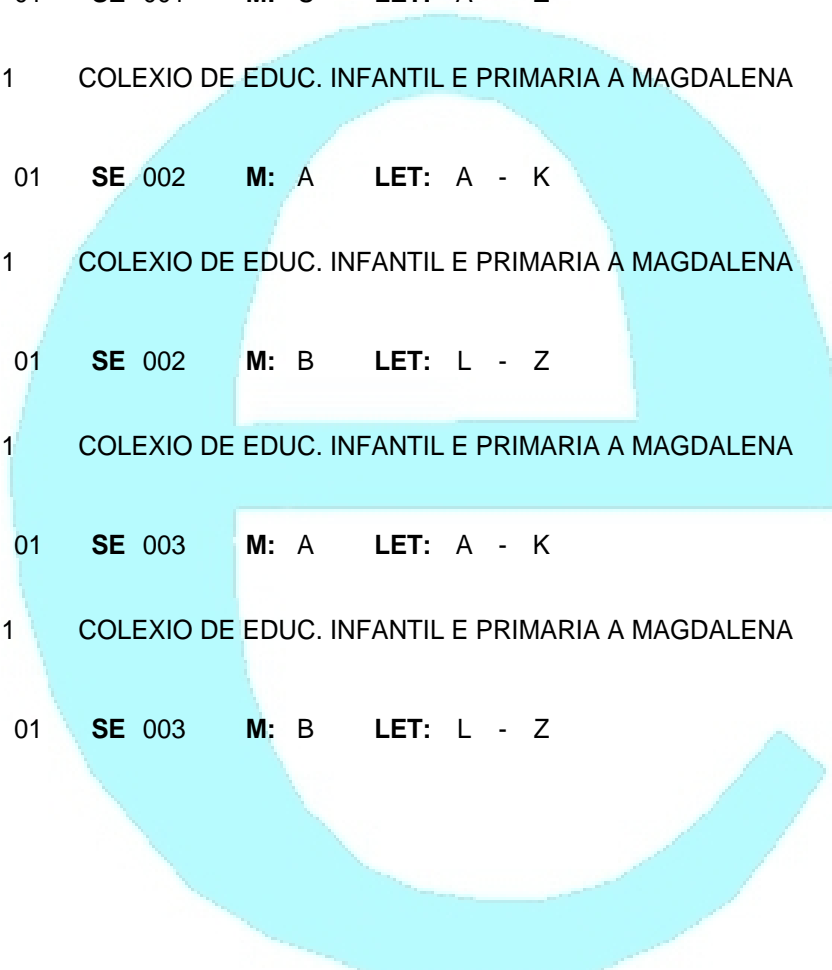 1 COLEXIO DE EDUC. INFANTIL E PRIMARIA A MAGDALENA
01 SE 002 M: A LET: A - K
1 COLEXIO DE EDUC. INFANTIL E PRIMARIA A MAGDALENA
01 SE 002 M: B LET: L - Z
1 COLEXIO DE EDUC. INFANTIL E PRIMARIA A MAGDALENA
01 SE 003 M: A LET: A - K
1 COLEXIO DE EDUC. INFANTIL E PRIMARIA A MAGDALENA
01 SE 003 M: B LET: L - Z